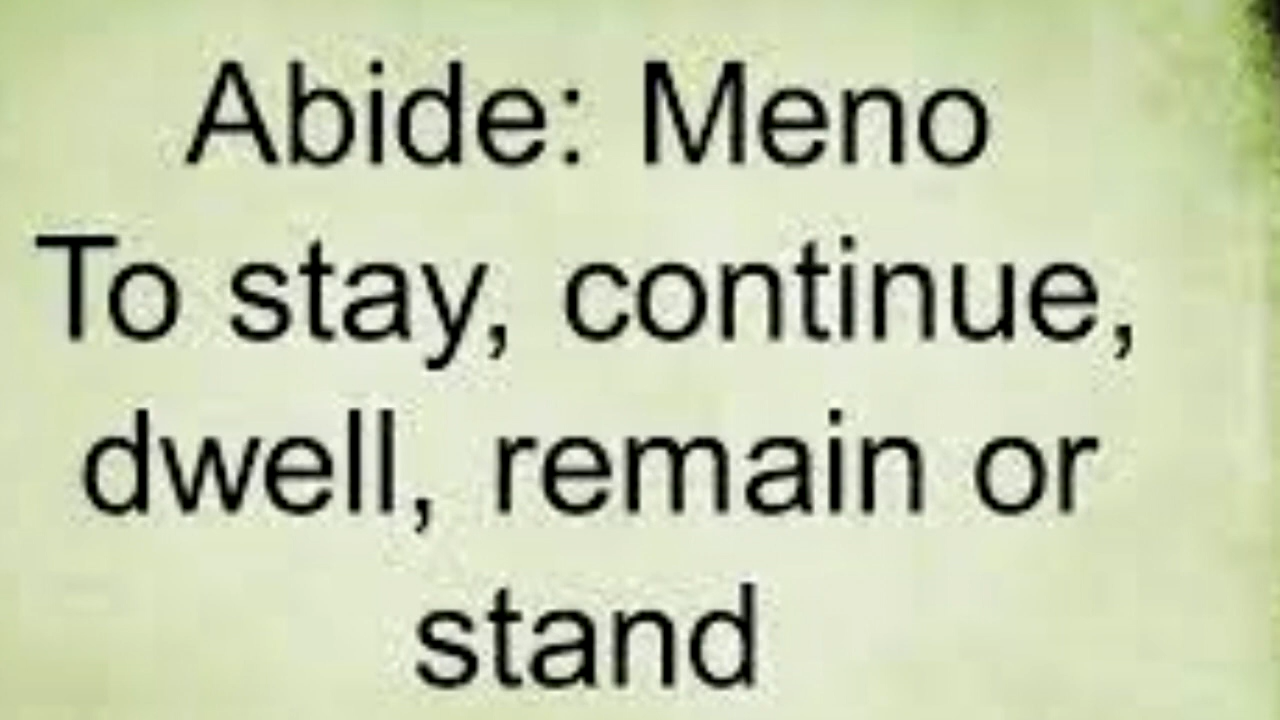 Abide: Meno
To stay, continue,
dwell, remain or
stand